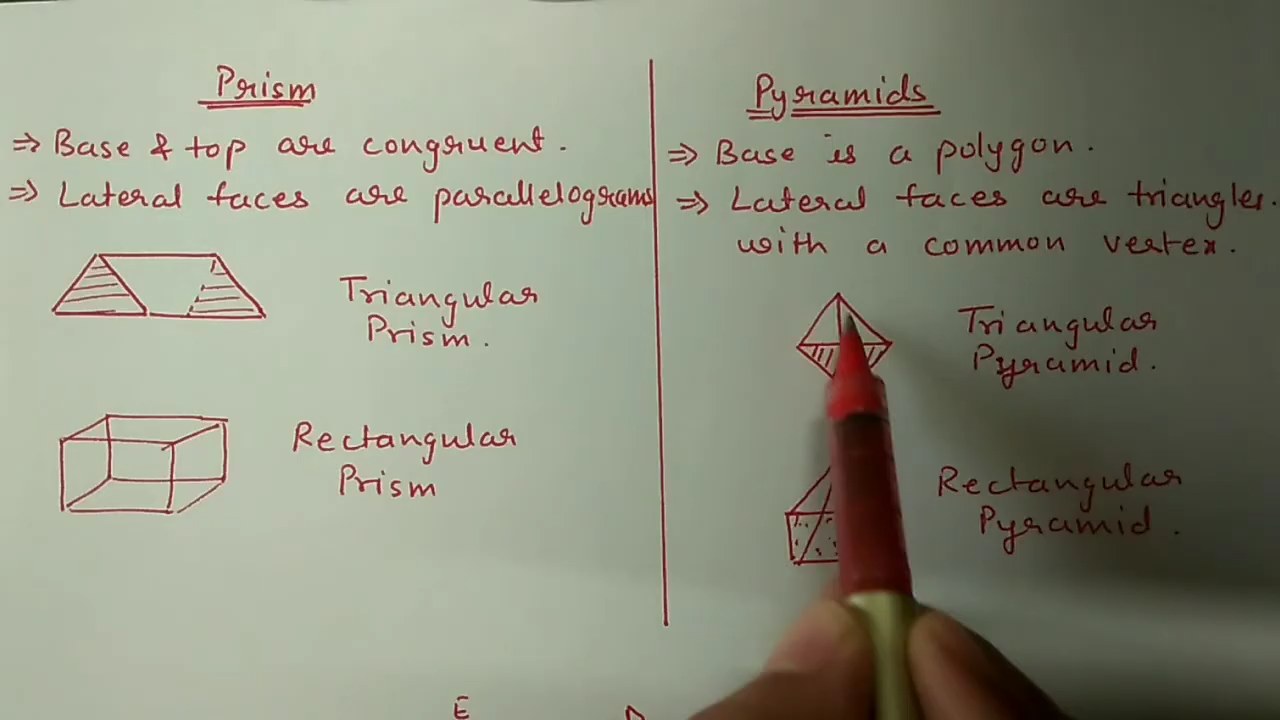 Prism
⇒ Base & top are congruent.
⇒ Lateral faces are parallelograms
Triangular
Prism.
Rectangular
Prism
Pyramids
⇒ Base is a polygon.
⇒ Lateral faces are triangles.
with a common vertex.
Triangular
Pyramid.
Rectangular
Pyramid.
E